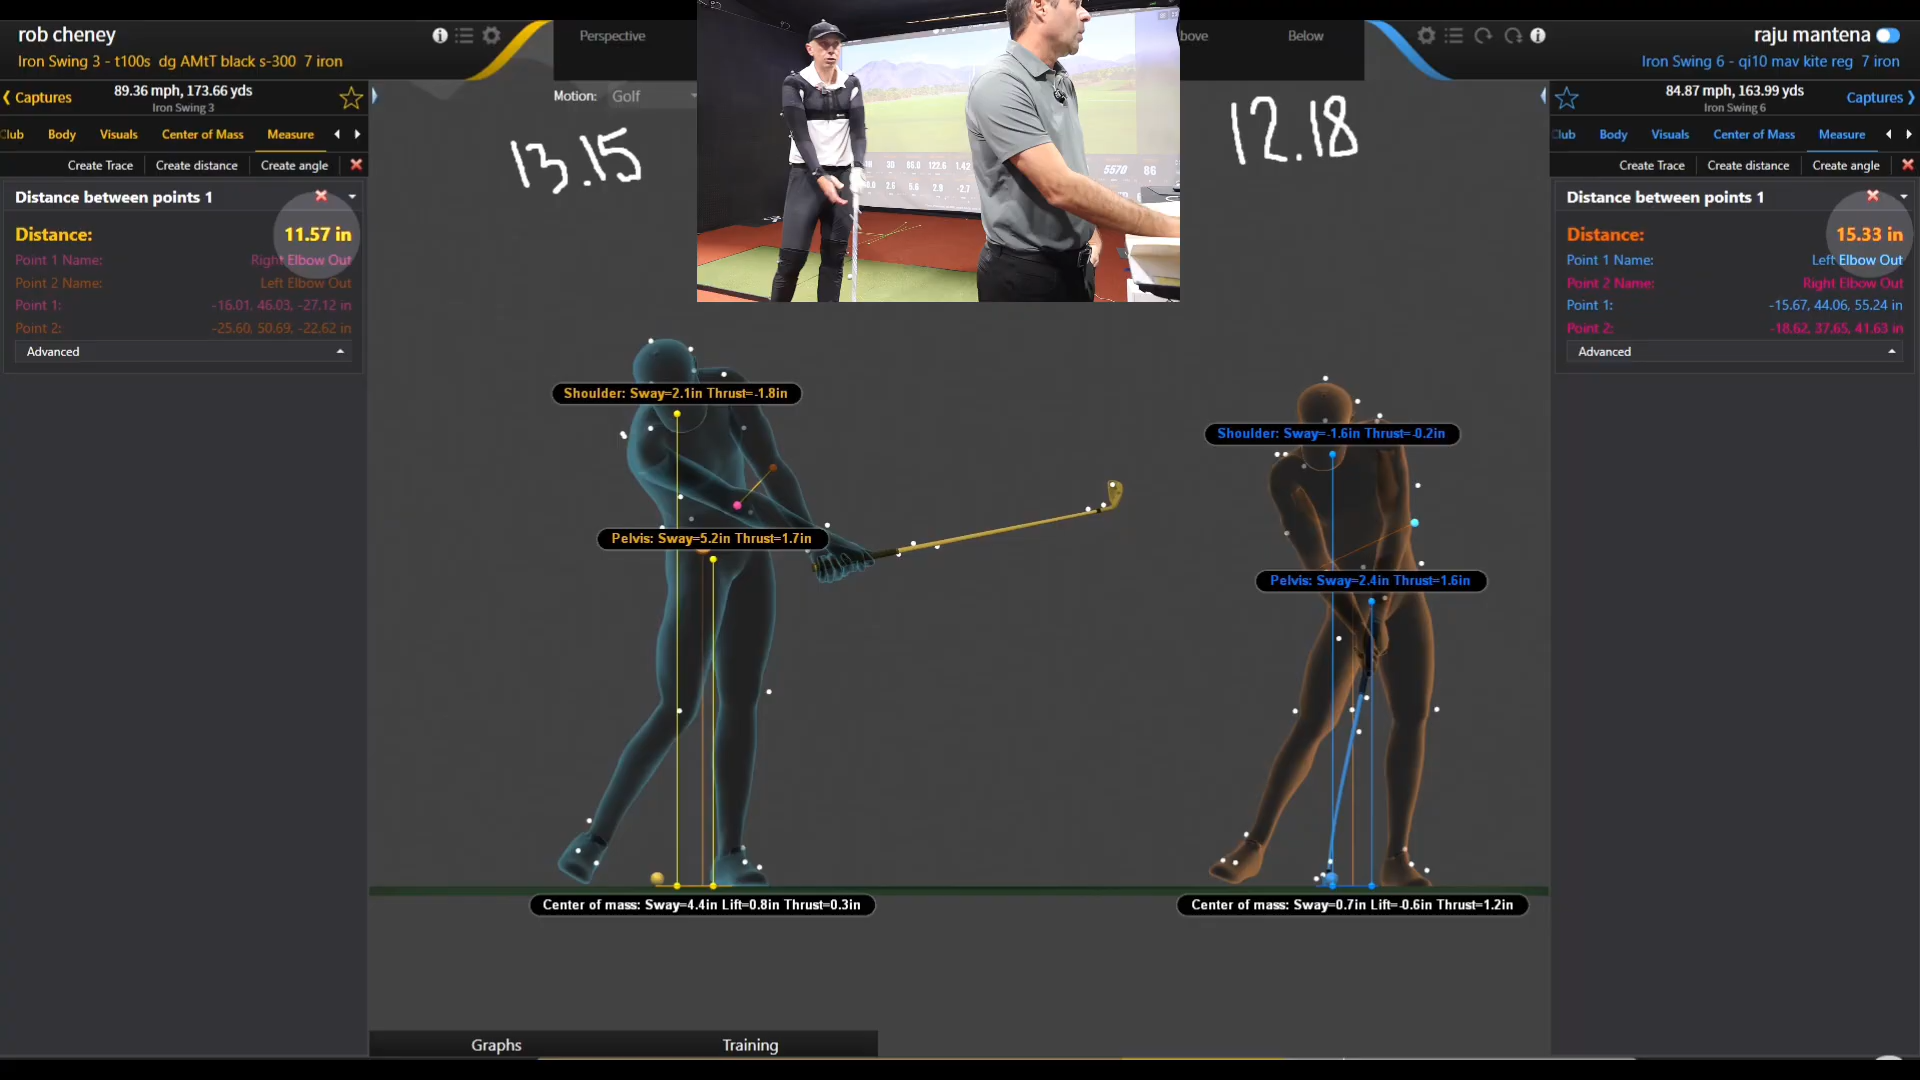 rob cheney
Iron Swing 3 - t100s dg AMtT black s-300 7 iron
Captures
89.36 mph, 173.66 yds
Iron Swing 3
lub Body Visuals Center of Mass Measure
Create Trace Create distance Create angle
Distance between points 1
Distance: 11.57 in
Point 1 Name: Right Elbow Out
Point 2 Name: Left Elbow Out
Point 1: -16.01, 46.03, -27.12 in
Point 2: -25.60, 50.69, -22.62 in
Advanced
Perspective
ove Below
Motion: Golf
13.15
12.18
5570 86
Shoulder: Sway=2.1in Thrust=-1.8in
Pelvis: Sway=5.2in Thrust=1.7in
Center of mass: Sway=4.4in Lift=0.8in Thrust=0.3in
Shoulder: Sway=-1.6in Thrust=-0.2in
Pelvis: Sway=2.4in Thrust=1.6in
Center of mass: Sway=0.7in Lift=-0.6in Thrust=1.2in
Graphs Training
raju mantena
Iron Swing 6 - qi10 mav kite reg 7 iron
84.87 mph, 163.99 yds
Iron Swing 6
Captures
lub Body Visuals Center of Mass Measure
Create Trace Create distance Create angle
Distance between points 1
Distance: 15.33 in
Point 1 Name: Left Elbow Out
Point 2 Name: Right Elbow Out
Point 1: -15.67, 44.06, 55.24 in
Point 2: -18.62, 37.65, 41.63 in
Advanced